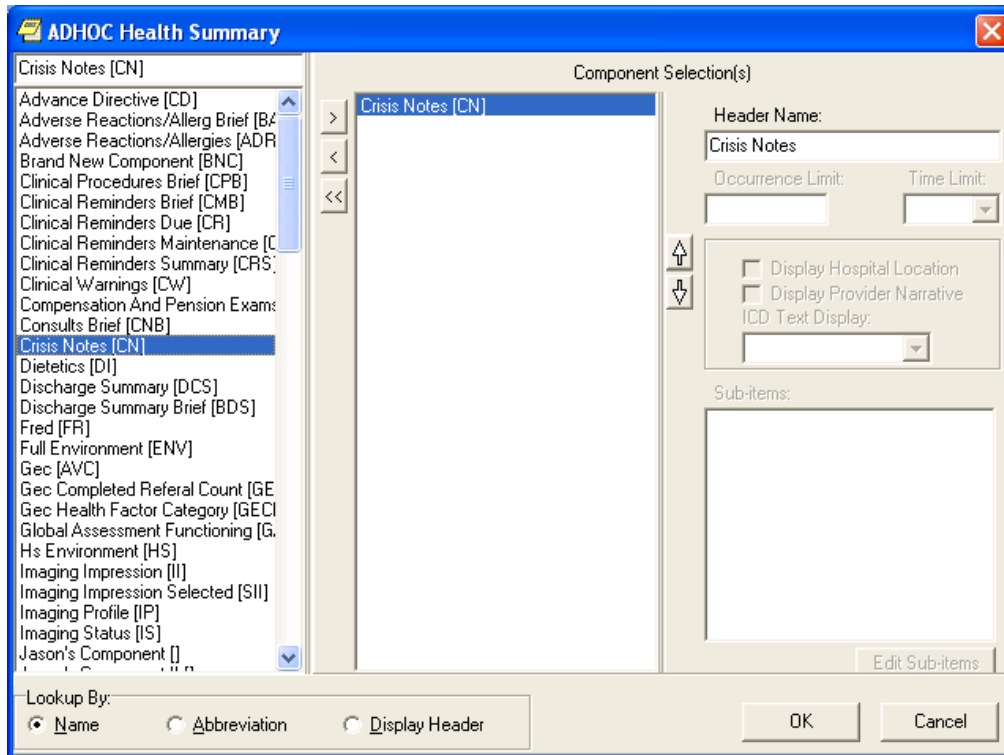 ADHOC Health Summary
Crisis Notes [CN]
Advance Directive [CD]
Adverse Reactions/Allerg Brief [BA
Adverse Reactions/Allergies [ADR
Brand New Component [BNC]
Clinical Procedures Brief [CPB]
Clinical Reminders Brief [CMB]
Clinical Reminders Due [CR]
Clinical Reminders Maintenance [C
Clinical Reminders Summary [CRS]
Clinical Warnings [CW]
Compensation And Pension Exams
Consults Brief [CNB]
Crisis Notes [CN]
Dietetics [DI]
Discharge Summary [DCS]
Discharge Summary Brief [BDS]
Fred [FR]
Full Environment [ENV]
Gec [AVC]
Gec Completed Referal Count [GE
Gec Health Factor Category [GECH
Global Assessment Functioning [GA
Hs Environment [HS]
Imaging Impression [II]
Imaging Impression Selected [SII]
Imaging Profile [IP]
Imaging Status [IS]
Jason's Component []
Component Selection(s)
>
<
<<
Crisis Notes [CN]
Header Name:
Crisis Notes
Occurrence Limit:
Time Limit:
Display Hospital Location
Display Provider Narrative
ICD Text Display:
Sub-items:
Edit Sub-items
Lookup By:
Name
Abbreviation
Display Header
OK
Cancel